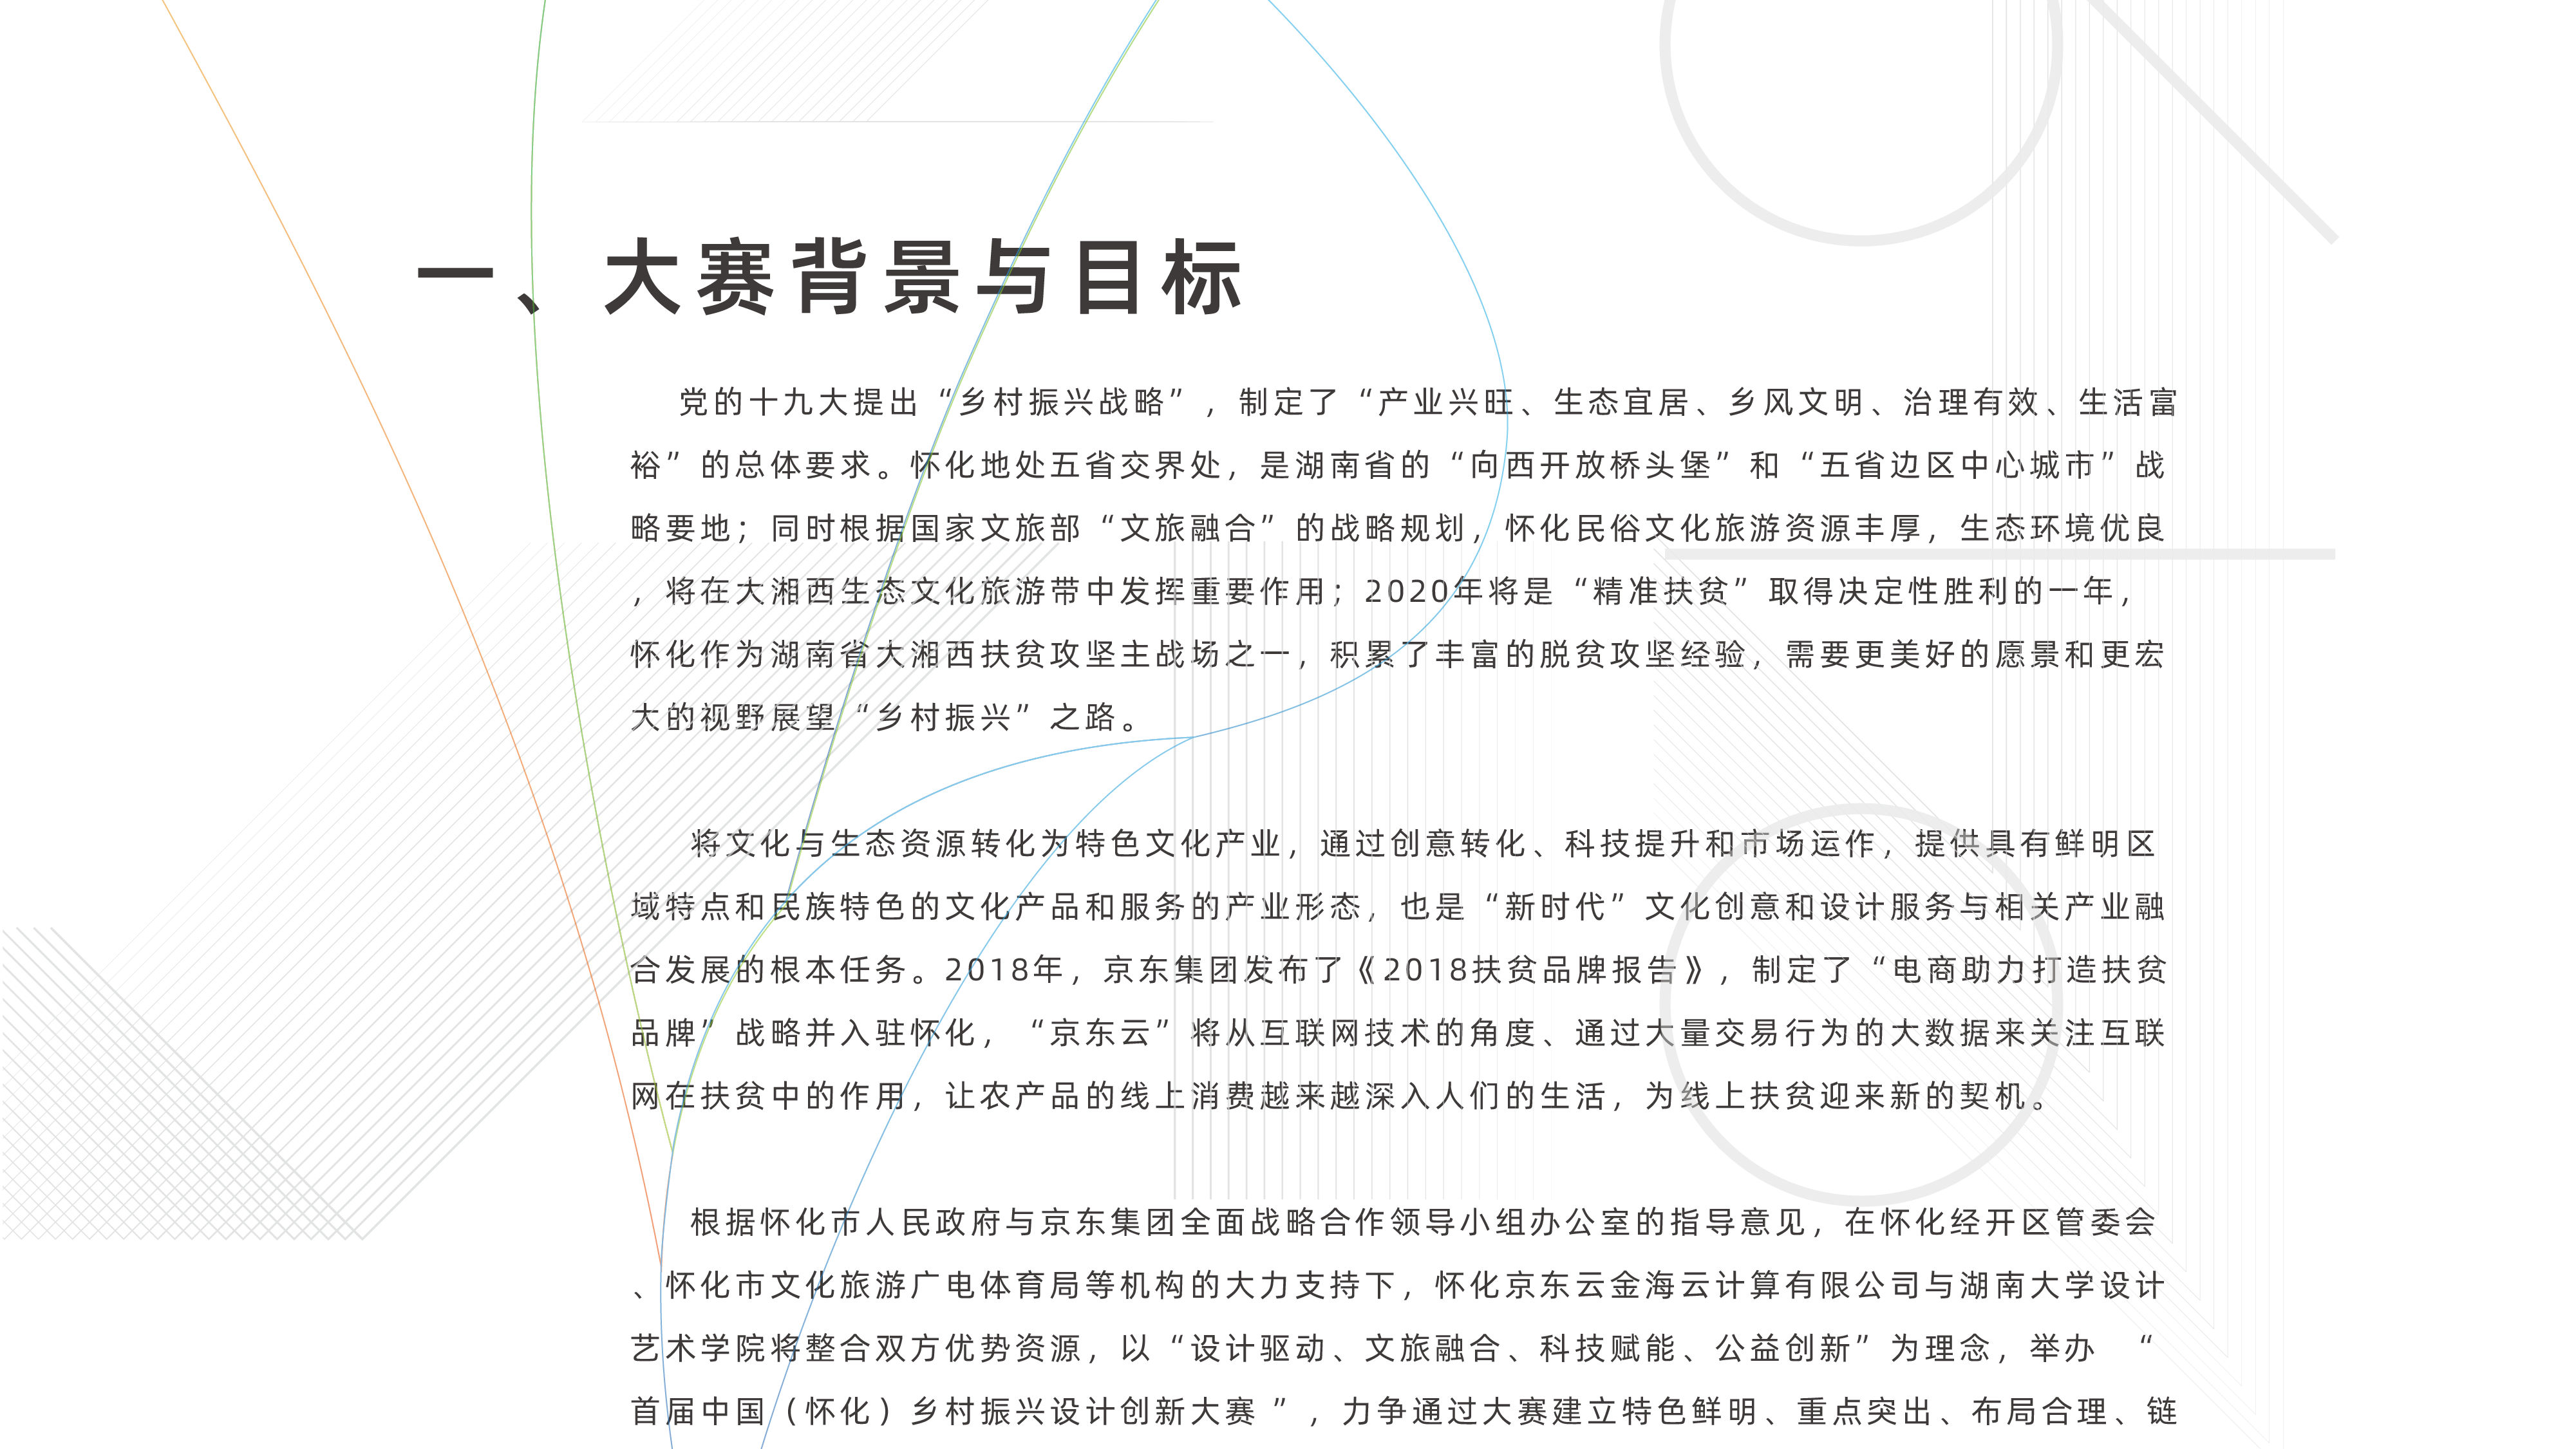 一、大赛背景与目标
党的十九大提出“乡村振兴战略”，制定了“产业兴旺、生态宜居、乡风文明、治理有效、生活富
裕”的总体要求。怀化地处五省交界处，是湖南省的“向西开放桥头堡”和“五省边区中心城市”战
略要地；同时根据国家文旅部“文旅融合”的战略规划，怀化民俗文化旅游资源丰厚，生态环境优良
，将在大湘西生态文化旅游带中发挥重要作用；2020年将是“精准扶贫”取得决定性胜利的一年，
怀化作为湖南省大湘西扶贫攻坚主战场之一，积累了丰富的脱贫攻坚经验，需要更美好的愿景和更宏
大的视野展望“乡村振兴”之路。
将文化与生态资源转化为特色文化产业，通过创意转化、科技提升和市场运作，提供具有鲜明区
域特点和民族特色的文化产品和服务的产业形态，也是“新时代”文化创意和设计服务与相关产业融
合发展的根本任务。2018年，京东集团发布了《2018扶贫品牌报告》，制定了“电商助力打造扶贫
品牌”战略并入驻怀化，“京东云”将从互联网技术的角度、通过大量交易行为的大数据来关注互联
网在扶贫中的作用，让农产品的线上消费越来越深入人们的生活，为线上扶贫迎来新的契机。
根据怀化市人民政府与京东集团全面战略合作领导小组办公室的指导意见，在怀化经开区管委会
、怀化市文化旅游广电体育局等机构的大力支持下，怀化京东云金海云计算有限公司与湖南大学设计
艺术学院将整合双方优势资源，以“设计驱动、文旅融合、科技赋能、公益创新”为理念，举办 “
首届中国（怀化）乡村振兴设计创新大赛 ”，力争通过大赛建立特色鲜明、重点突出、布局合理、链